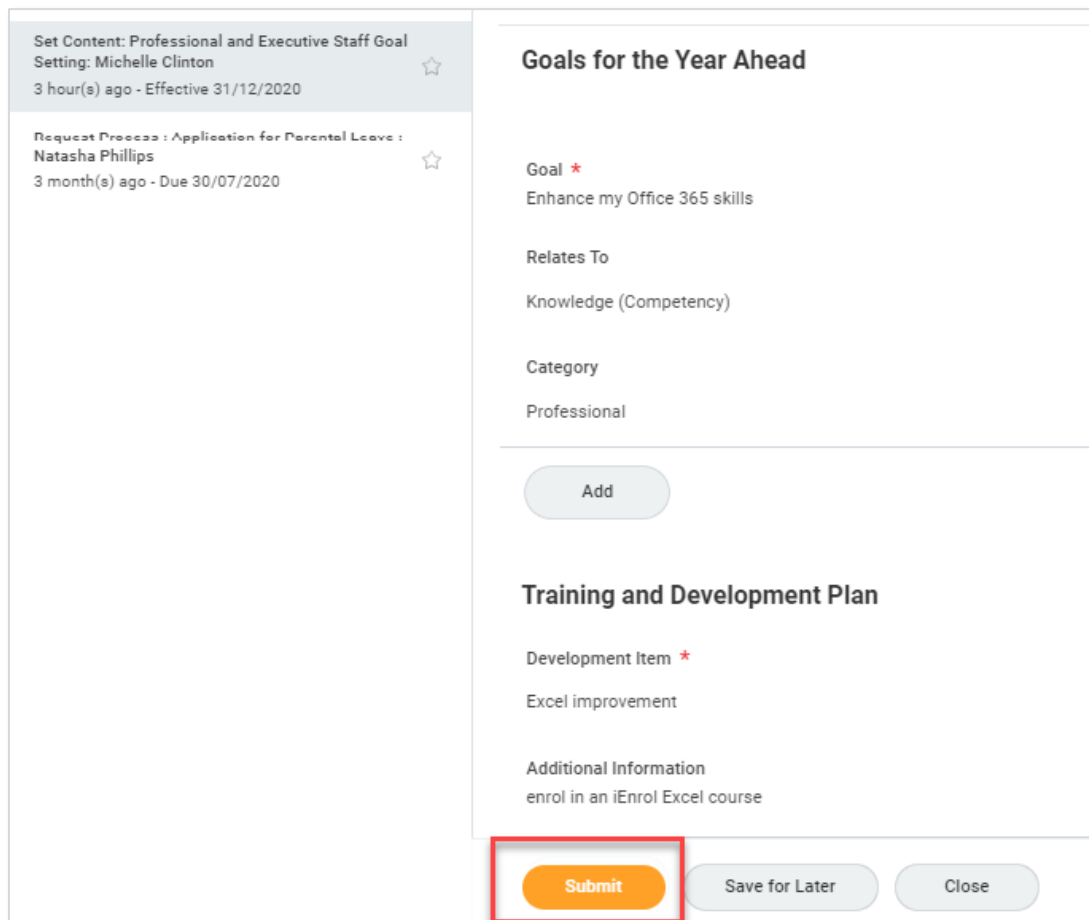 Set Content: Professional and Executive Staff Goal
Setting: Michelle Clinton
3 hour(s) ago - Effective 31/12/2020
Request Process : Application for Parental Leave :
Natasha Phillips
3 month(s) ago - Due 30/07/2020
Goals for the Year Ahead
Goal *
Enhance my Office 365 skills
Relates To
Knowledge (Competency)
Category
Professional
Add
Training and Development Plan
Development Item *
Excel improvement
Additional Information
enrol in an iEnrol Excel course
Submit
Save for Later
Close